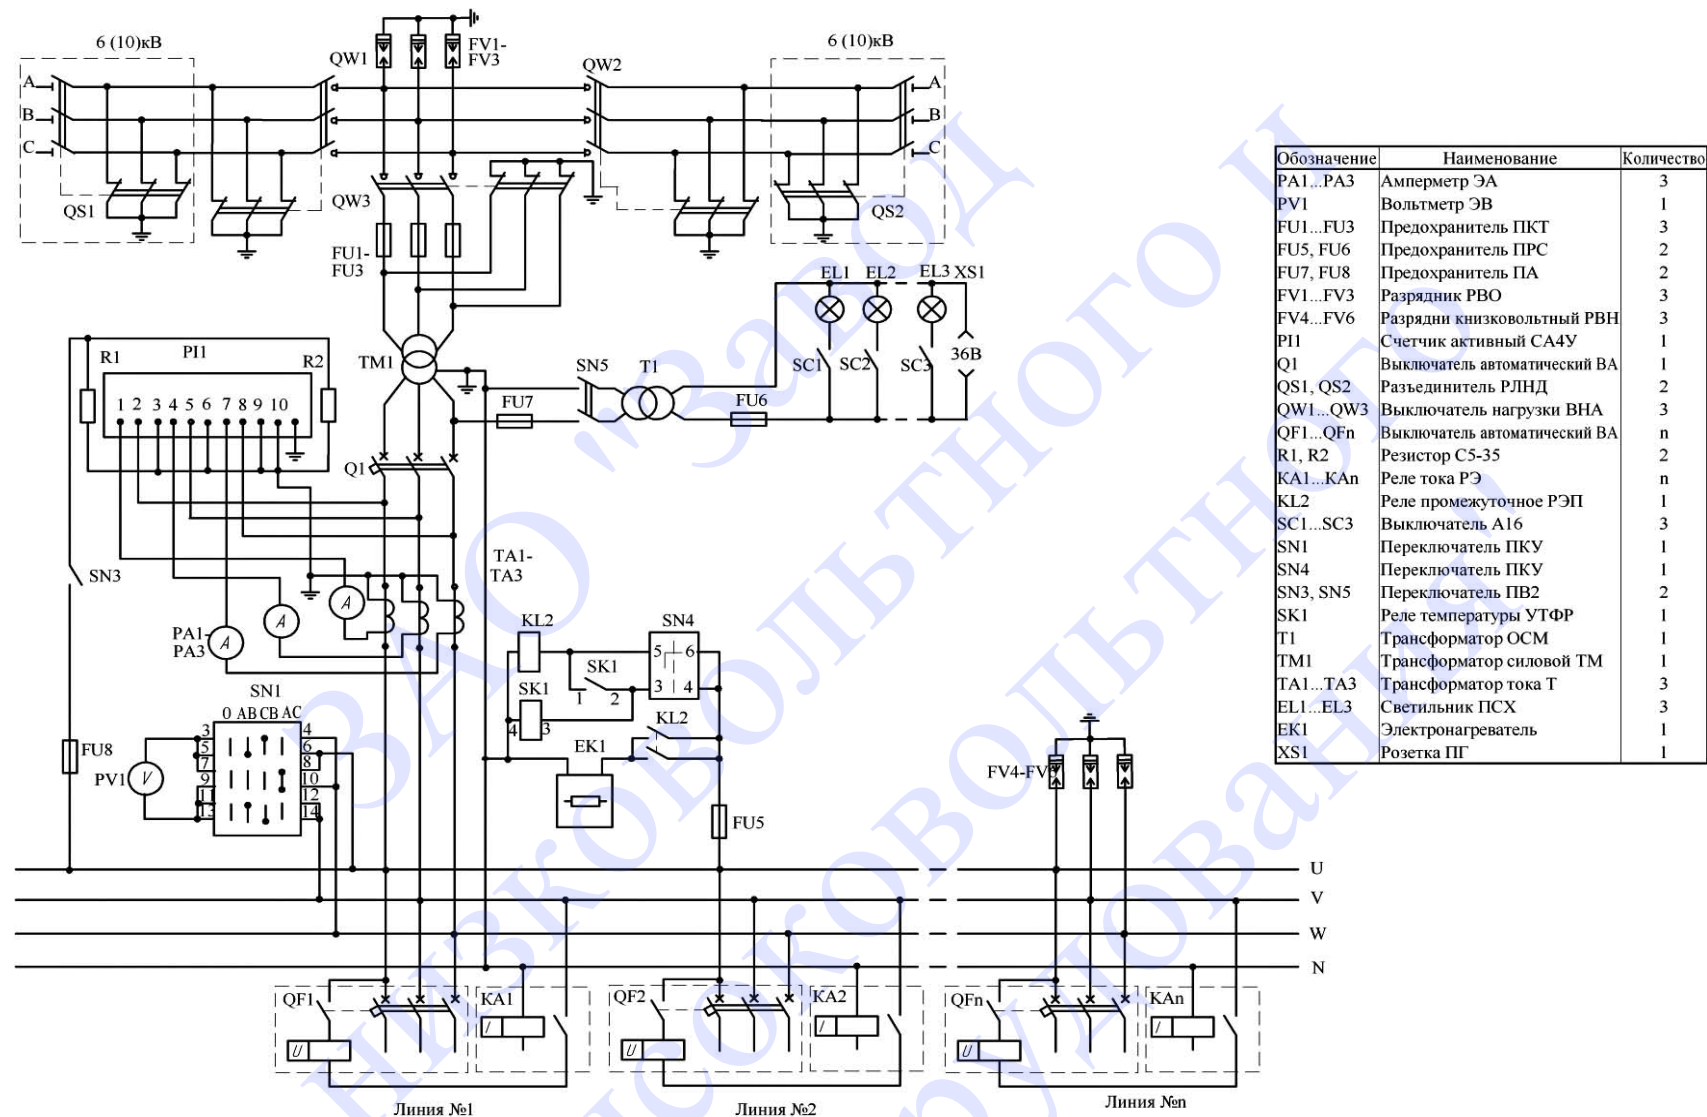 6 (10)кВ
6 (10)кВ
QW1
FV1-
FV3
QW2
A
B
C
A
B
C
QS1
QW3
QS2
FU1-
FU3
EL1
EL2
EL3
XS1
TM1
SN5
T1
SC1
SC2
SC3
36В
FU7
FU6
R1
PI1
R2
1 2 3 4 5 6 7 8 9 10
Q1
SN3
TA1-
TA3
A
A
A
PA1-
PA3
KL2
SN4
5 6
3 4
SK1
1 2
SK1
4 3
KL2
EK1
FU5
SN1
0 AB CB AC
3
5
7
9
11
13
4
6
8
10
12
14
FU8
PV1
V
FV4-FV6
U
V
W
N
QF1
KA1
QF2
KA2
QFn
KAn
U
I
U
I
U
I
Линия №1
Линия №2
Линия №n
Обозначение Наименование Количество
PA1...PA3 Амперметр ЭА 3
PV1 Вольтметр ЭВ 1
FU1...FU3 Предохранитель ПКТ 3
FU5, FU6 Предохранитель ПРС 2
FU7, FU8 Предохранитель ПА 2
FV1...FV3 Разрядник РВО 3
FV4...FV6 Разрядни книзковольтный РВН 3
PI1 Счетчик активный СА4У 1
Q1 Выключатель автоматический ВА 1
QS1, QS2 Разъединитель РЛНД 2
QW1...QW3 Выключатель нагрузки ВНА 3
QF1...QFn Выключатель автоматический ВА n
R1, R2 Резистор С5-35 2
KA1...KAn Реле тока РЭ n
KL2 Реле промежуточное РЭП 1
SC1...SC3 Выключатель А16 3
SN1 Переключатель ПКУ 1
SN4 Переключатель ПКУ 1
SN3, SN5 Переключатель ПВ2 2
SK1 Реле температуры УТФР 1
T1 Трансформатор ОСМ 1
TM1 Трансформатор силовой ТМ 1
TA1...TA3 Трансформатор тока Т 3
EL1...EL3 Светильник ПСХ 3
EK1 Электронагреватель 1
XS1 Розетка ПГ 1
ЗАО "Завод
низковольтного и
высоковольтного
оборудования"